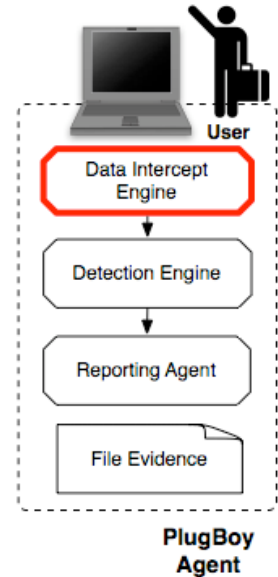 User
Data Intercept
Engine
Detection Engine
Reporting Agent
File Evidence
PlugBoy
Agent